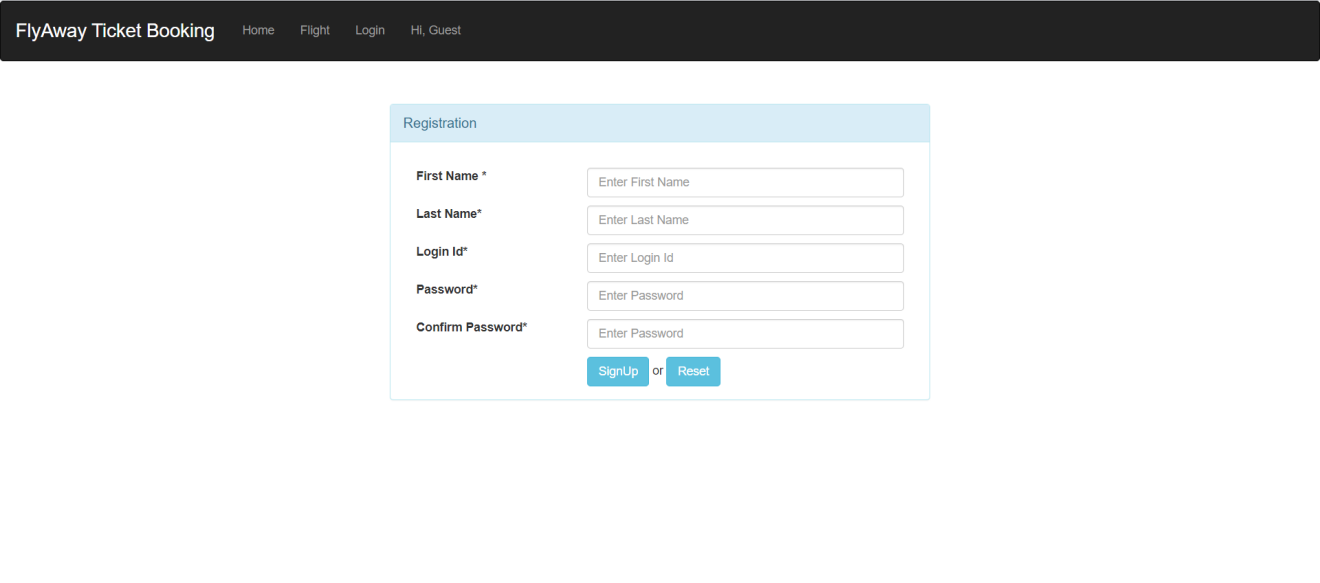 FlyAway Ticket Booking Home Flight Login Hi, Guest
Registration
First Name * Enter First Name
Last Name* Enter Last Name
Login Id* Enter Login Id
Password* Enter Password
Confirm Password* Enter Password
SignUp or Reset